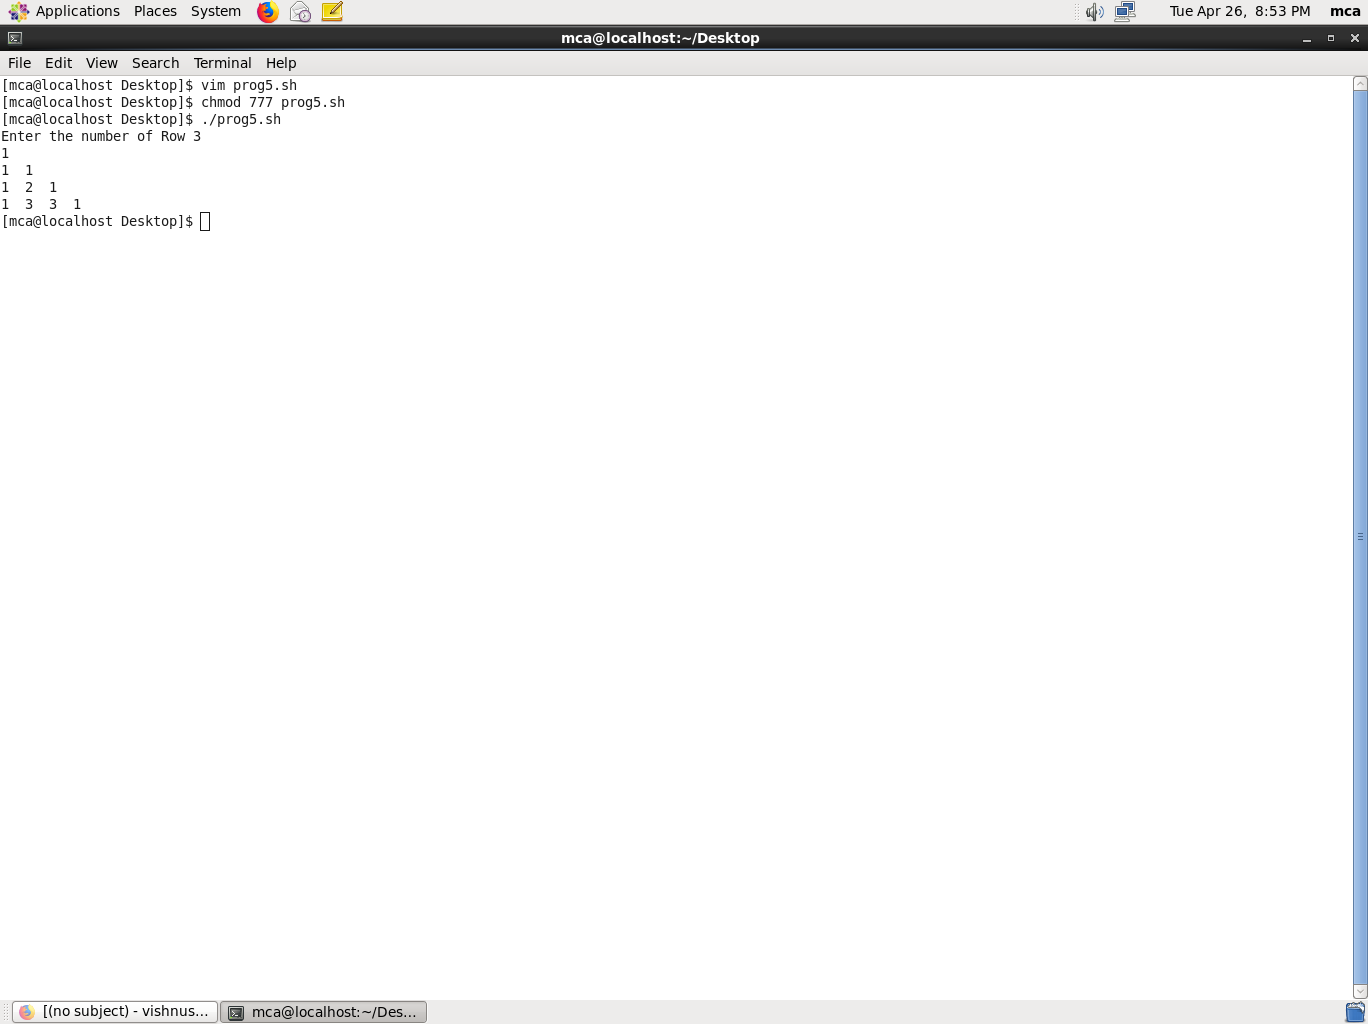 Applications Places System Tue Apr 26, 8:53 PM mca
mca@localhost:~/Desktop
File Edit View Search Terminal Help
[mca@localhost Desktop]$ vim prog5.sh
[mca@localhost Desktop]$ chmod 777 prog5.sh
[mca@localhost Desktop]$ ./prog5.sh
Enter the number of Row 3
1
1  1
1  2  1
1  3  3  1
[mca@localhost Desktop]$
[(no subject) - vishnus... mca@localhost:~/Des...